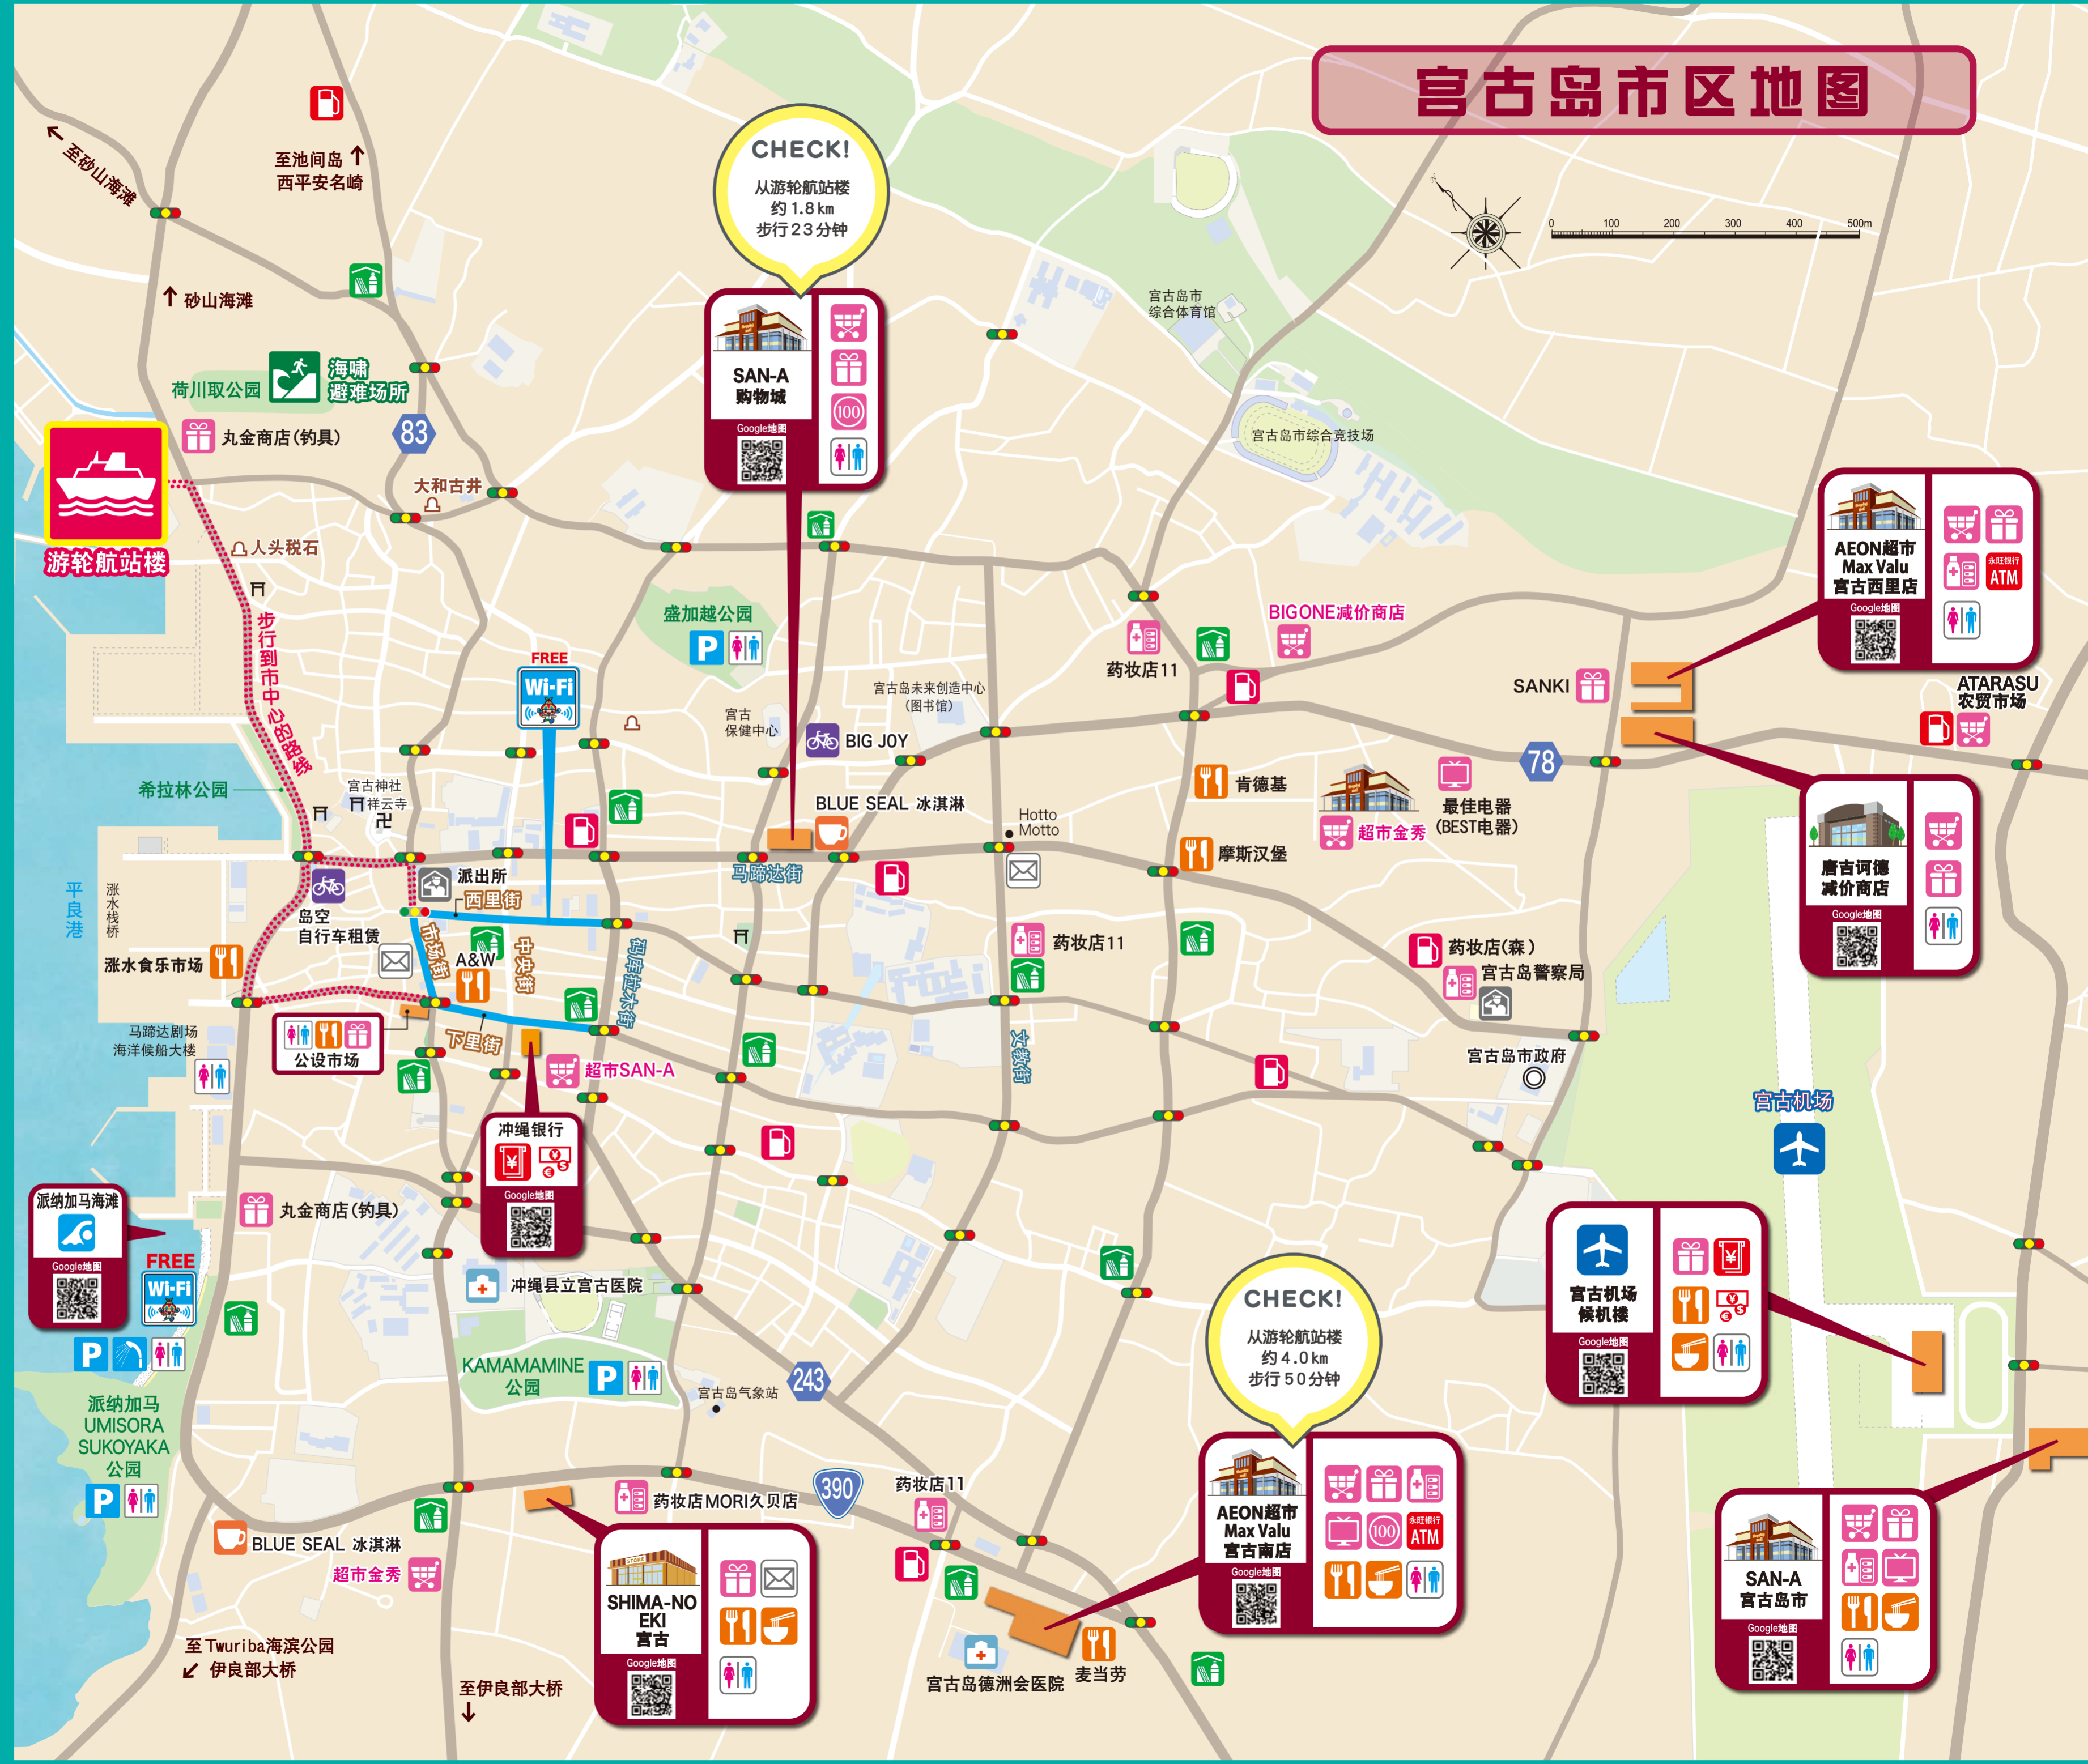 宫古岛市区地图
0 100 200 300 400 500m
至砂山海滩
至池间岛
西平安名崎
砂山海滩
CHECK!
从游轮航站楼
约1.8km
步行23分钟
SAN-A
购物城
Google地图
100
宫古岛市
综合体育馆
宫古岛市综合竞技场
荷川取公园
海啸
避难场所
丸金商店(钓具)
83
大和古井
游轮航站楼
人头税石
步行到市中心的路线
盛加越公园
P
FREE
Wi-Fi
药妆店11
BIGONE减价商店
AEON超市
Max Valu
宫古西里店
Google地图
永旺银行
ATM
SANKI
ATARASU
农贸市场
宫古岛未来创造中心
(图书馆)
宫古
保健中心
BIG JOY
78
希拉林公园
宫古神社
祥云寺
BLUE SEAL 冰淇淋
Hotto
Motto
肯德基
最佳电器
(BEST电器)
超市金秀
摩斯汉堡
唐吉诃德
减价商店
Google地图
马蹄达街
派出所
西里街
平良港
涨水栈桥
岛空
自行车租赁
市场街
A&W
中央街
码库拉木街
涨水食乐市场
药妆店11
药妆店(森)
宫古岛警察局
马蹄达剧场
海洋候船大楼
公设市场
下里街
超市SAN-A
文教街
宫古岛市政府
宫古机场
冲绳银行
Google地图
派纳加马海滩
Google地图
FREE
Wi-Fi
P
丸金商店(钓具)
冲绳县立宫古医院
KAMAMAMINE
公园
P
宫古岛气象站
243
CHECK!
从游轮航站楼
约4.0km
步行50分钟
宫古机场
候机楼
Google地图
派纳加马
UMISORA
SUKOYAKA
公园
P
药妆店MORI久贝店
390
药妆店11
AEON超市
Max Valu
宫古南店
Google地图
100
永旺银行
ATM
BLUE SEAL 冰淇淋
超市金秀
SHIMA-NO
EKI
宫古
Google地图
SAN-A
宫古岛市
Google地图
至Twuriba海滨公园
伊良部大桥
至伊良部大桥
宫古岛德洲会医院
麦当劳